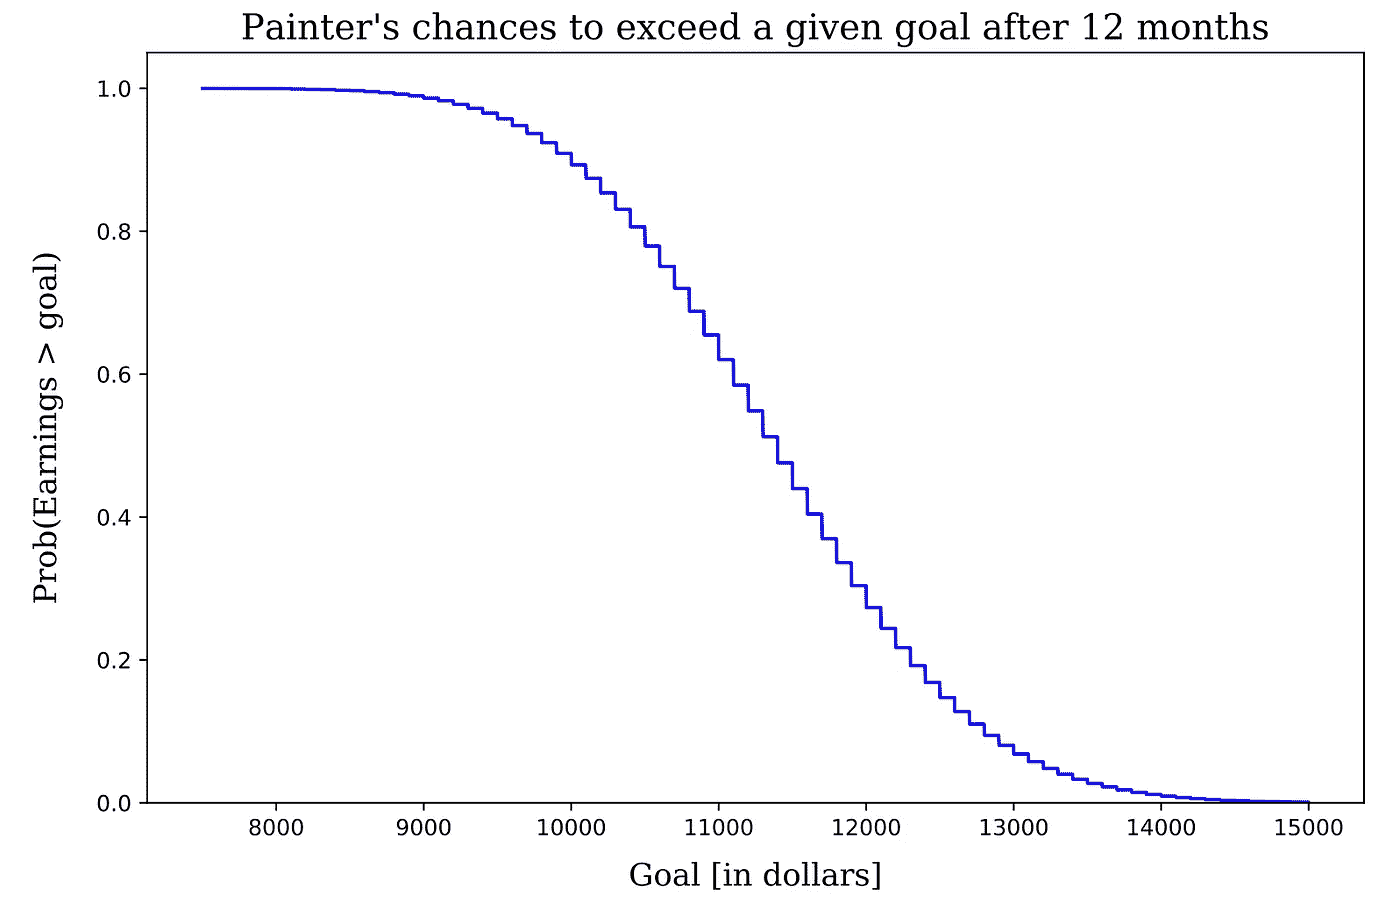 Painter's chances to exceed a given goal after 12 months
Prob(Earnings > goal)
1.0
0.8
0.6
0.4
0.2
0.0
8000 9000 10000 11000 12000 13000 14000 15000
Goal [in dollars]